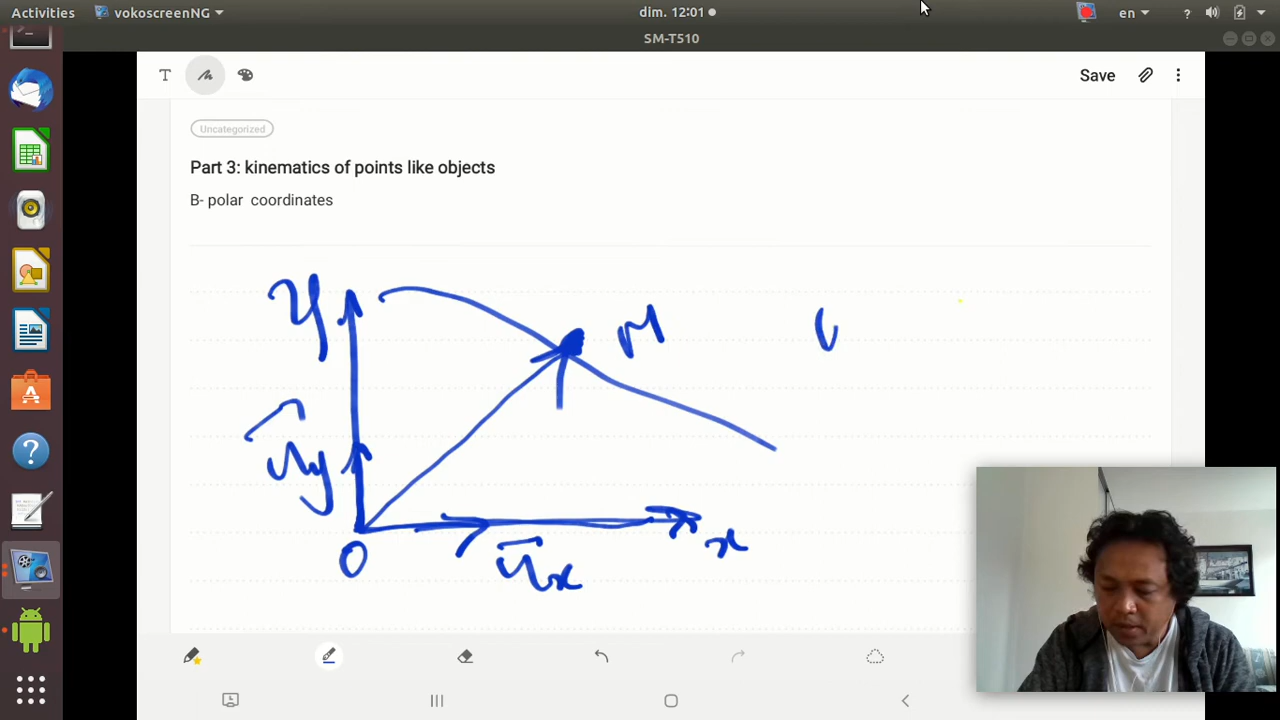 Activities vokoscreenNG dim. 12:01 en ?
SM-T510
T Save
Uncategorized
Part 3: kinematics of points like objects
B- polar coordinates
y
M
u⃗y
O
u⃗x
x